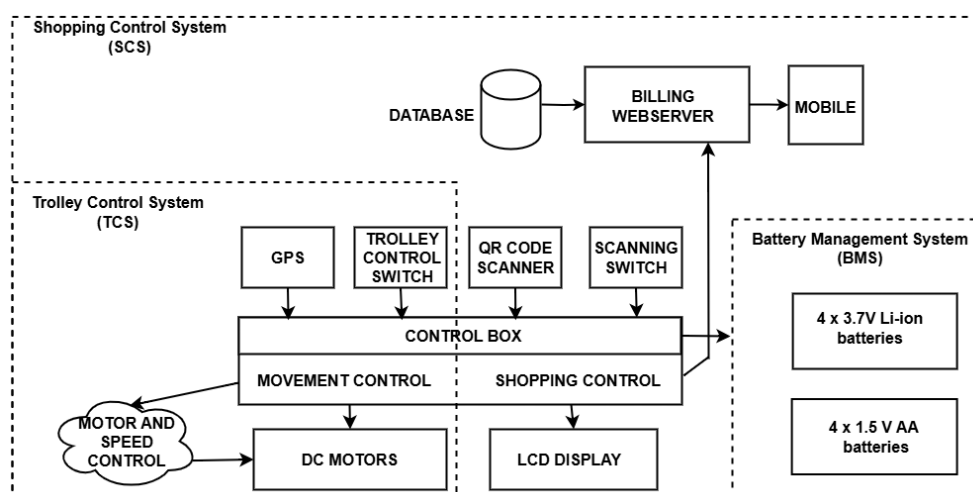 Shopping Control System
(SCS)
DATABASE
BILLING
WEBSERVER
MOBILE
Trolley Control System
(TCS)
GPS
TROLLEY
CONTROL
SWITCH
QR CODE
SCANNER
SCANNING
SWITCH
Battery Management System
(BMS)
4 x 3.7V Li-ion
batteries
4 x 1.5 V AA
batteries
CONTROL BOX
MOVEMENT CONTROL
SHOPPING CONTROL
MOTOR AND
SPEED
CONTROL
DC MOTORS
LCD DISPLAY